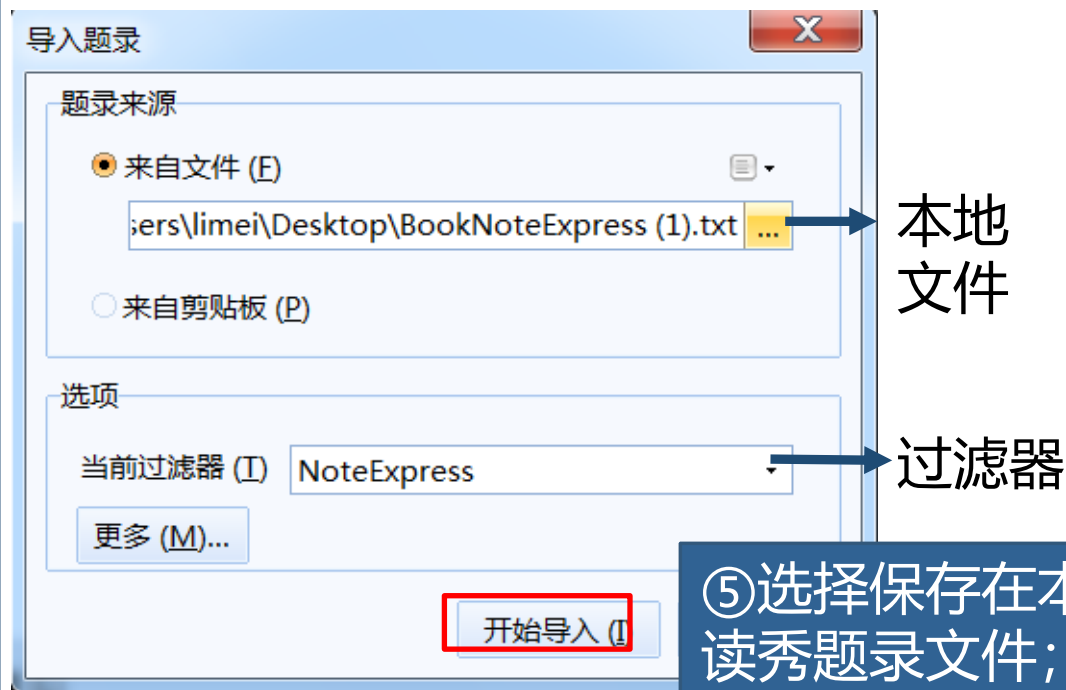 导入题录
题录来源
来自文件 (F)
sers\limei\Desktop\BookNoteExpress (1).txt
...
本地
文件
来自剪贴板 (P)
选项
当前过滤器 (T)
NoteExpress
过滤器
更多 (M)...
⑤选择保存在本
读秀题录文件；
开始导入 (I